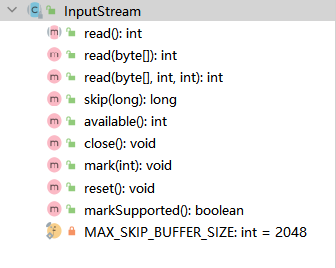 InputStream
read(): int
read(byte[]): int
read(byte[], int, int): int
skip(long): long
available(): int
close(): void
mark(int): void
reset(): void
markSupported(): boolean
MAX_SKIP_BUFFER_SIZE: int = 2048